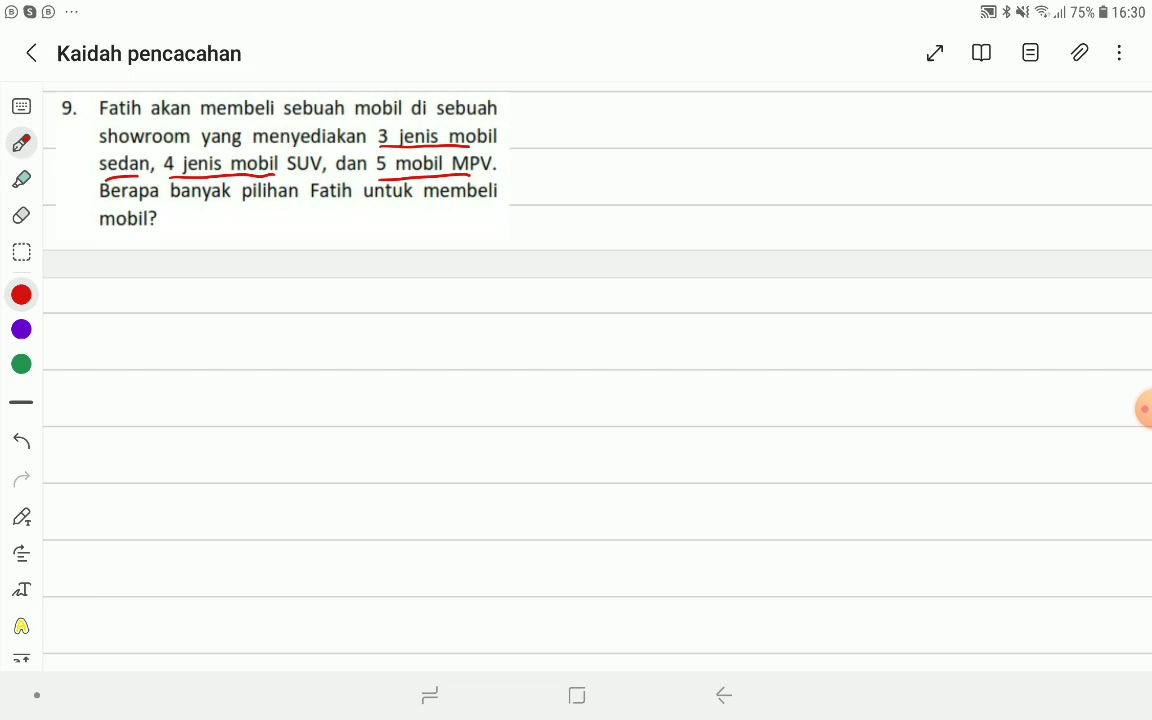 75% 16:30
Kaidah pencacahan
9. Fatih akan membeli sebuah mobil di sebuah
showroom yang menyediakan 3 jenis mobil
sedan, 4 jenis mobil SUV, dan 5 mobil MPV.
Berapa banyak pilihan Fatih untuk membeli
mobil?